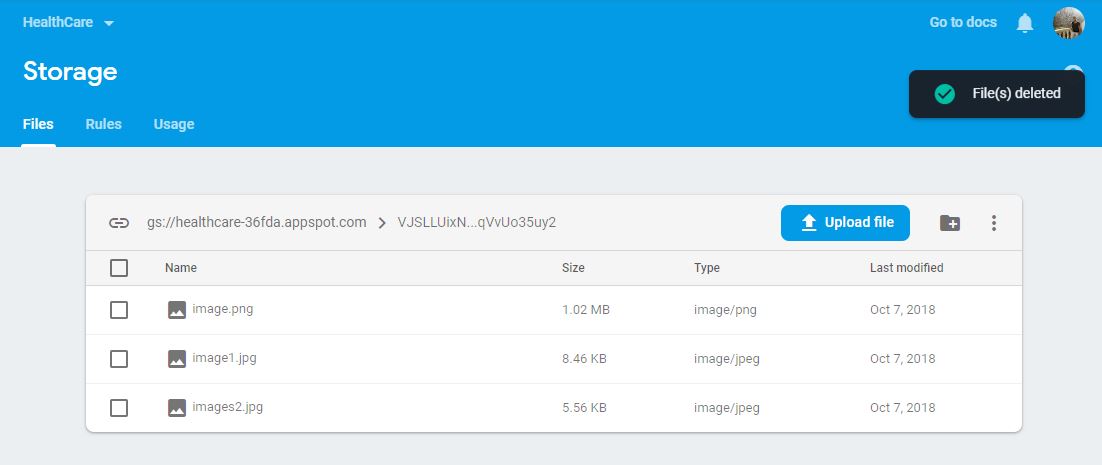 HealthCare
Go to docs
Storage
File(s) deleted
Files Rules Usage
gs://healthcare-36fda.appspot.com > VJSLLUixN...qVvUo35uy2
Upload file
Name Size Type Last modified
image.png 1.02 MB image/png Oct 7, 2018
image1.jpg 8.46 KB image/jpeg Oct 7, 2018
images2.jpg 5.56 KB image/jpeg Oct 7, 2018